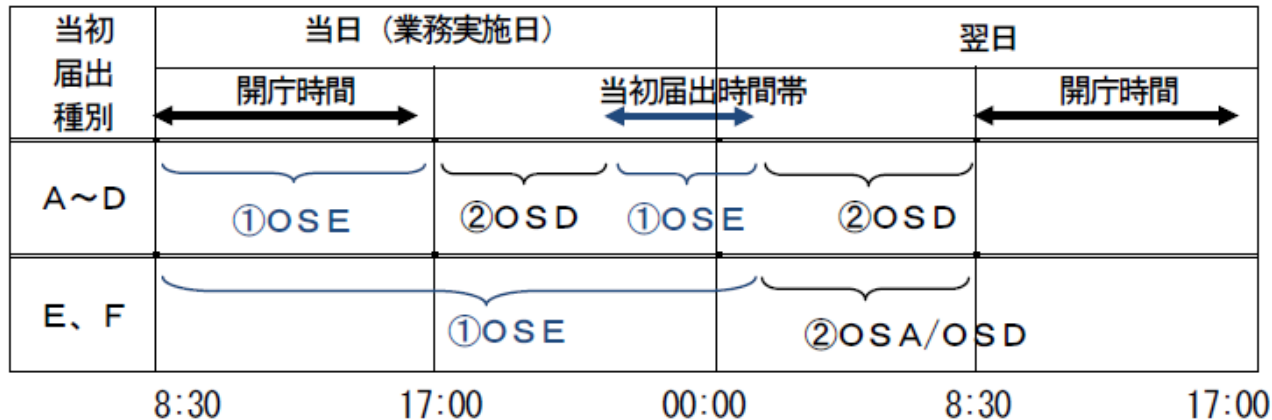 当初
届出
種別
当日（業務実施日）
翌日
開庁時間
当初届出時間帯
開庁時間
A～D
①OSE
②OSD
①OSE
②OSD
E、F
①OSE
②OSA/OSD
8:30
17:00
00:00
8:30
17:00